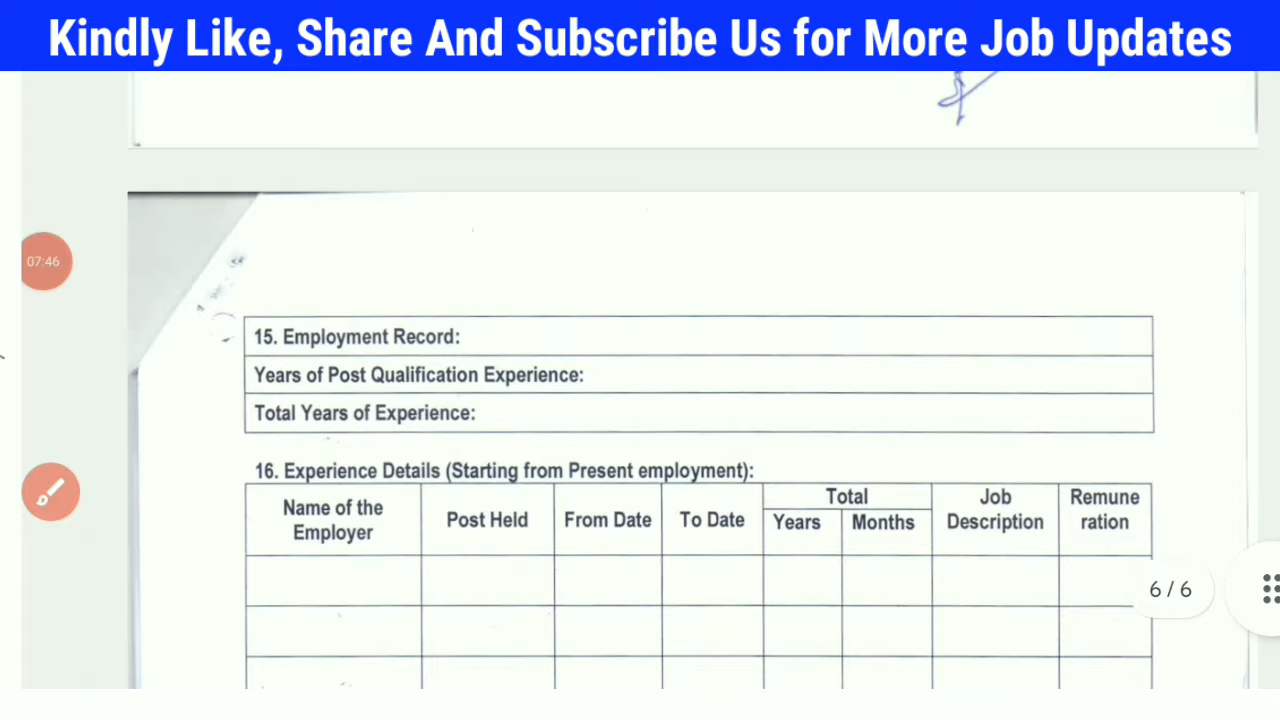 Kindly Like, Share And Subscribe Us for More Job Updates
07:46
15. Employment Record:
Years of Post Qualification Experience:
Total Years of Experience:
16. Experience Details (Starting from Present employment):
Name of the Employer
Post Held
From Date
To Date
Total
Years
Months
Job Description
Remune ration
6 / 6